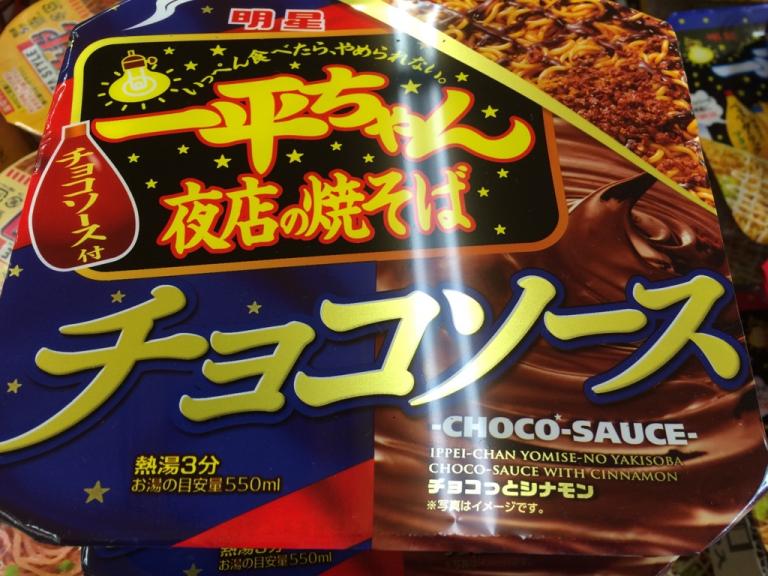 明星
いっぺん食べたら、やめられない。
一平ちゃん
夜店の焼そば
チョコソース付
チョコソース
-CHOCO-SAUCE-
IPPEI-CHAN YOMISE-NO YAKISOBA
CHOCO-SAUCE WITH CINNAMON
チョコっとシナモン
※写真はイメージです。
熱湯3分
お湯の目安量550ml
熱湯3分
お湯の目安量550ml